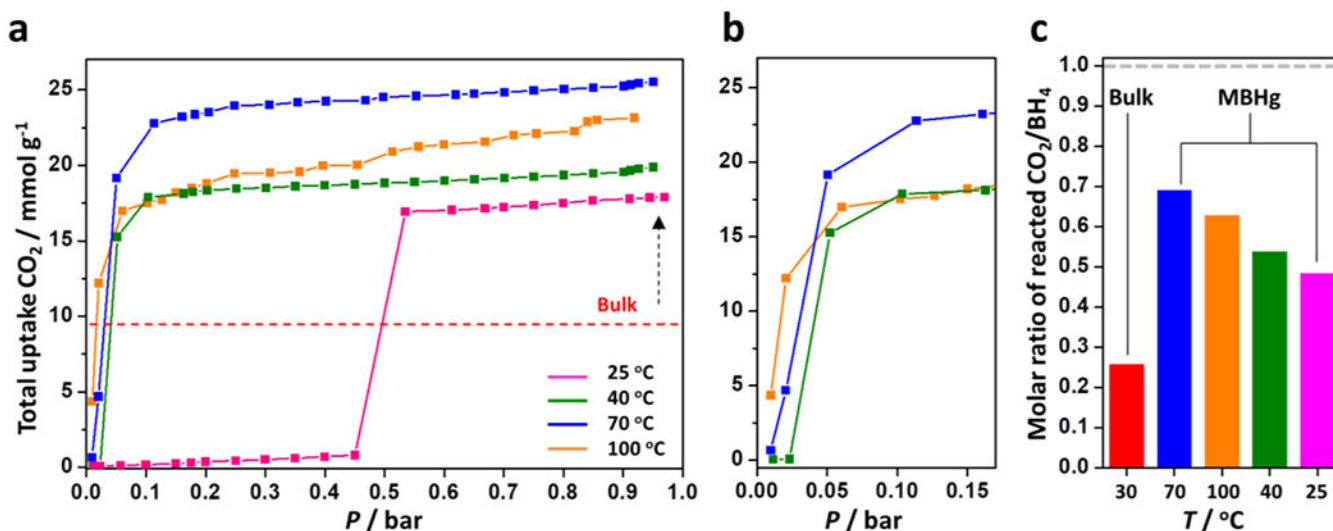 a
Total uptake CO₂ / mmol g⁻¹
25
20
15
10
5
0
Bulk
25 °C
40 °C
70 °C
100 °C
0.0 0.1 0.2 0.3 0.4 0.5 0.6 0.7 0.8 0.9 1.0
P / bar
b
25
20
15
10
5
0
0.00 0.05 0.10 0.15
P / bar
c
Molar ratio of reacted CO₂/BH₄
1.0
0.9
0.8
0.7
0.6
0.5
0.4
0.3
0.2
0.1
0.0
Bulk MBHg
30 70 100 40 25
T / °C